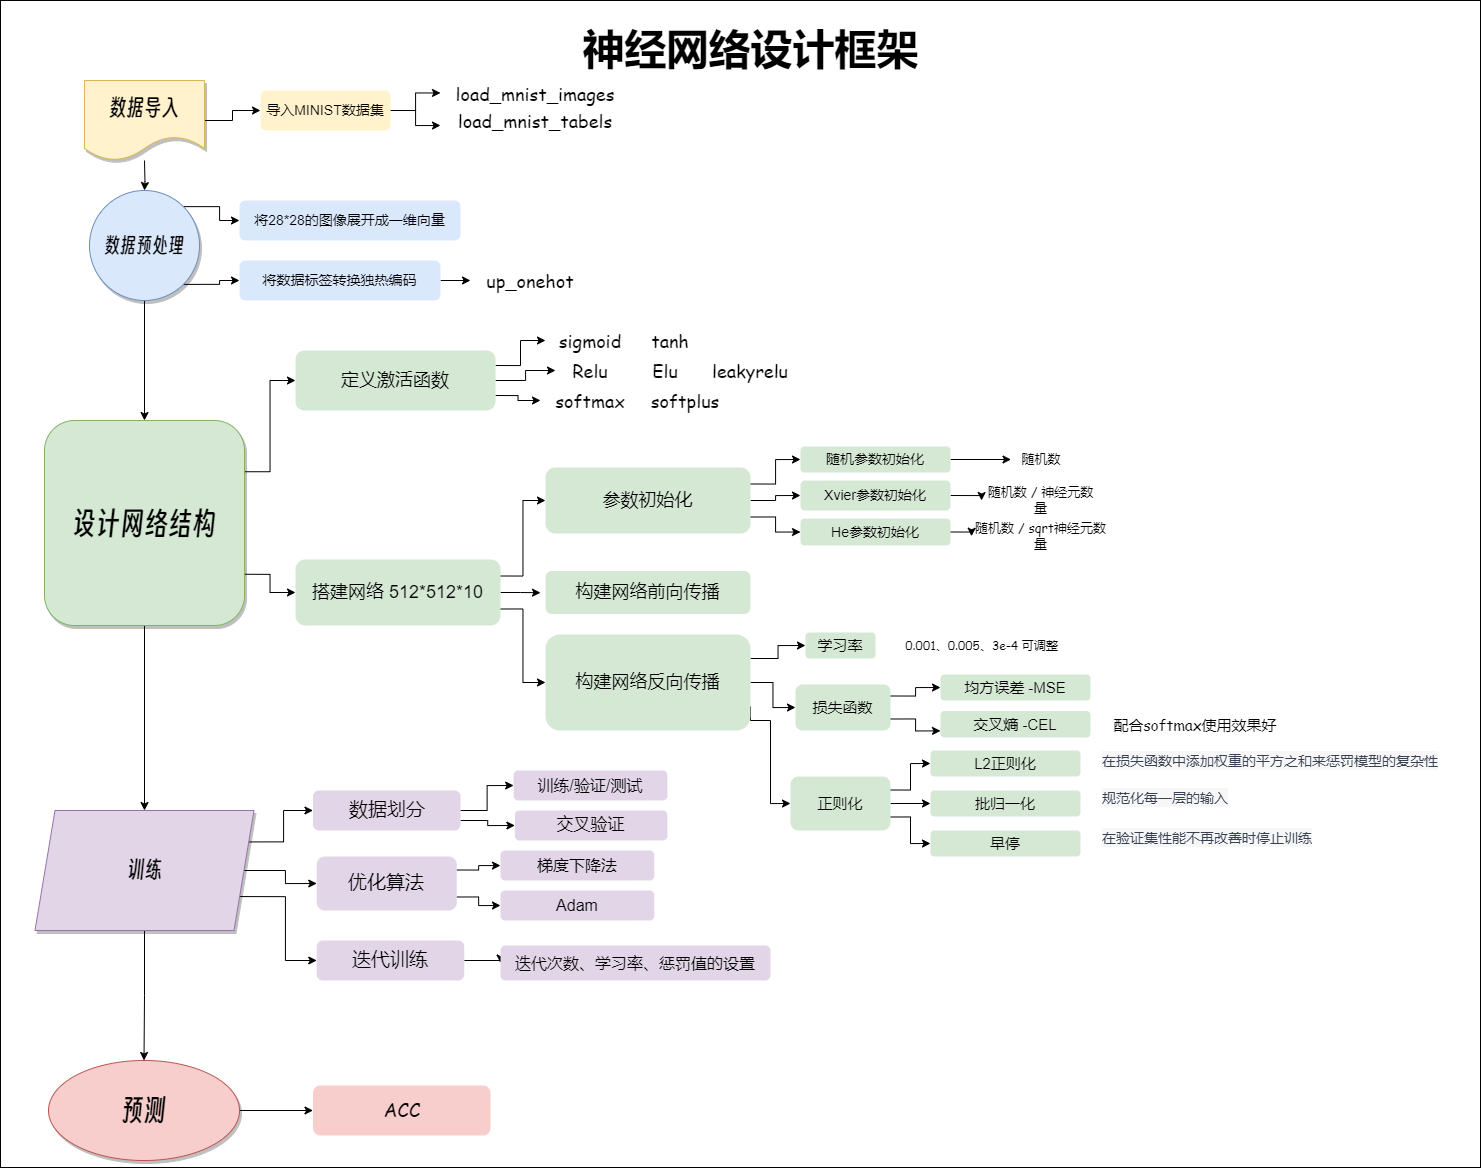 神经网络设计框架
数据导入
导入MINIST数据集
load_mnist_images
load_mnist_tabels
数据预处理
将28*28的图像展开成一维向量
将数据标签转换独热编码
up_onehot
设计网络结构
定义激活函数
sigmoid tanh
Relu Elu leakyrelu
softmax softplus
搭建网络 512*512*10
参数初始化
随机参数初始化
随机数
Xvier参数初始化
随机数 / 神经元数
量
He参数初始化
随机数 / sqrt神经元数
量
构建网络前向传播
构建网络反向传播
学习率
0.001、0.005、3e-4 可调整
损失函数
均方误差 -MSE
交叉熵 -CEL
配合softmax使用效果好
正则化
L2正则化
在损失函数中添加权重的平方之和来惩罚模型的复杂性
批归一化
规范化每一层的输入
早停
在验证集性能不再改善时停止训练
训练
数据划分
训练/验证/测试
交叉验证
优化算法
梯度下降法
Adam
迭代训练
迭代次数、学习率、惩罚值的设置
预测
ACC